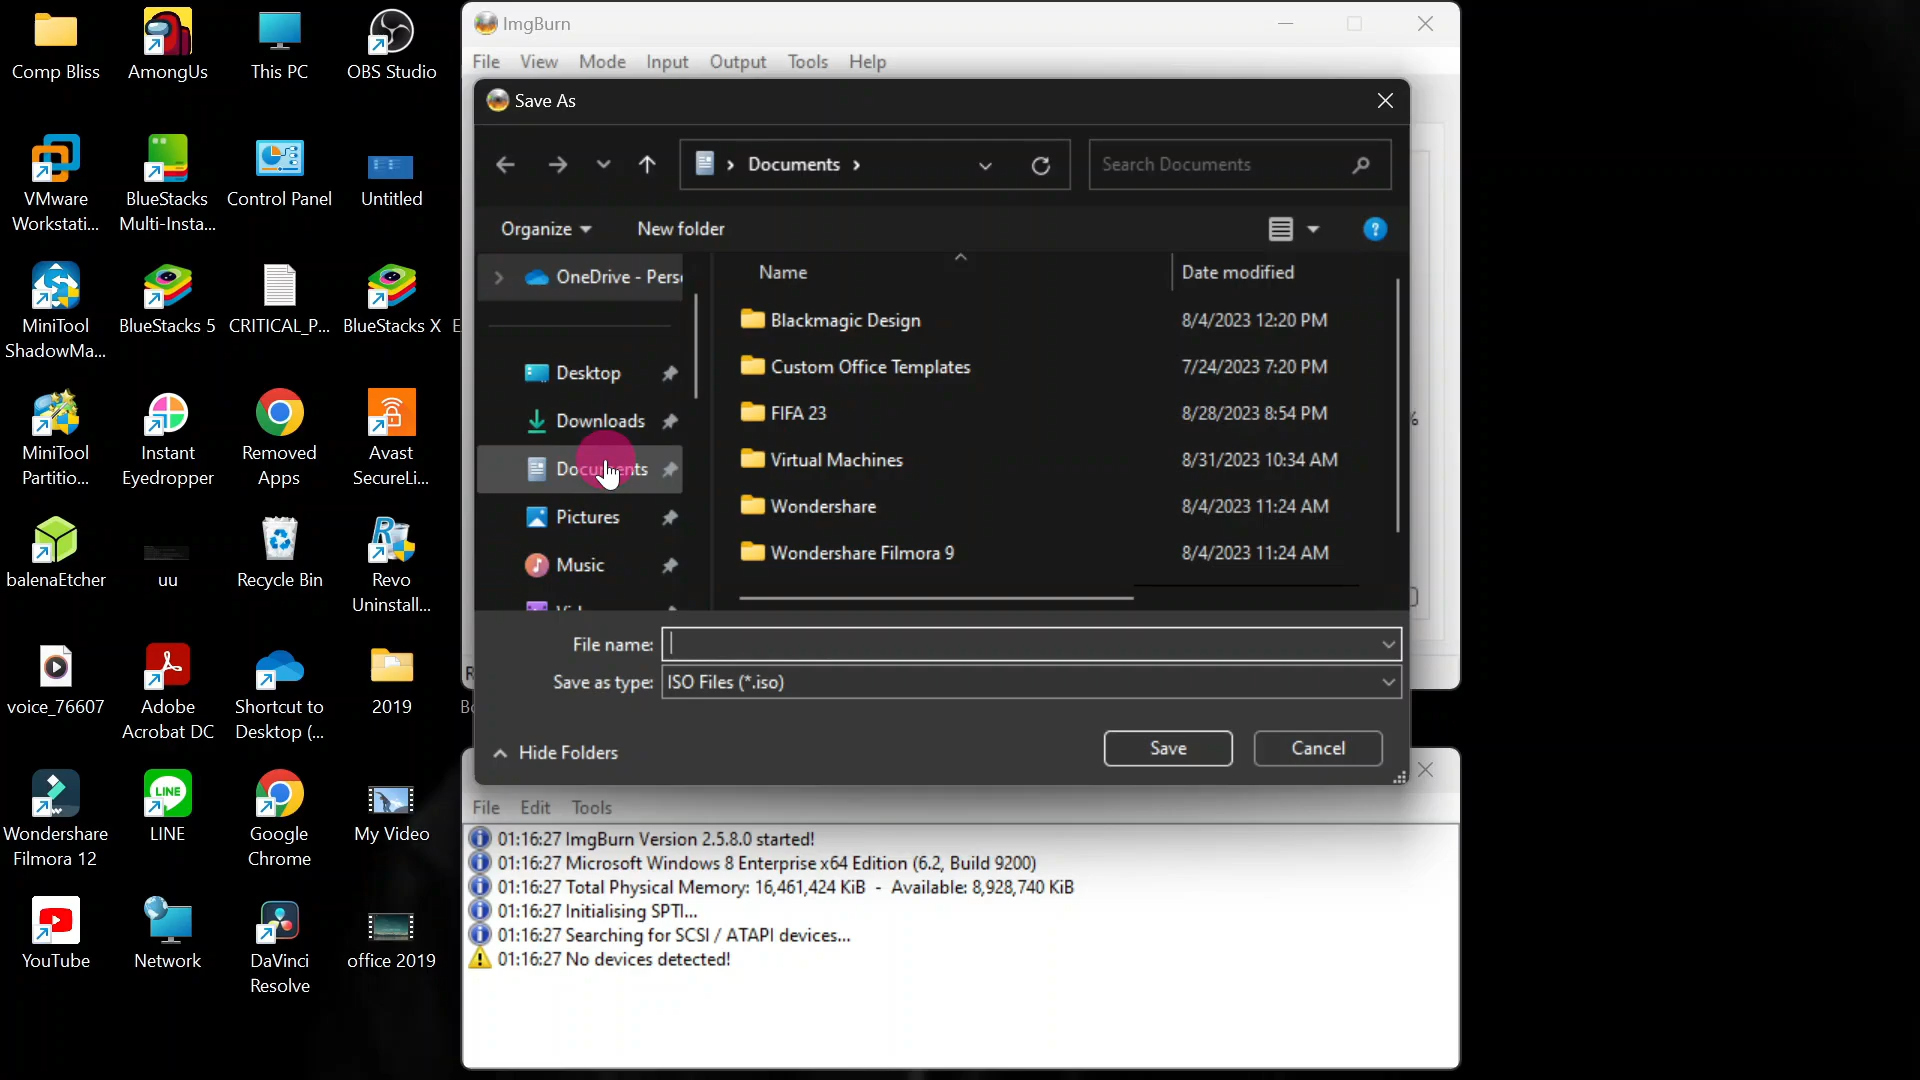 Comp Bliss
AmongUs
This PC
OBS Studio
VMware
Workstati...
BlueStacks
Multi-Insta...
Control Panel
Untitled
MiniTool
ShadowMa...
BlueStacks 5
CRITICAL_P...
BlueStacks X
MiniTool
Partitio...
Instant
Eyedropper
Removed
Apps
Avast
SecureLi...
balenaEtcher
uu
Recycle Bin
Revo
Uninstall...
voice_76607
Adobe
Acrobat DC
Shortcut to
Desktop (...
2019
Wondershare
Filmora 12
LINE
Google
Chrome
My Video
YouTube
Network
DaVinci
Resolve
office 2019
ImgBurn
File View Mode Input Output Tools Help
Save As
Documents
Search Documents
Organize
New folder
OneDrive - Pers
Desktop
Downloads
Documents
Pictures
Music
Name Date modified
Blackmagic Design 8/4/2023 12:20 PM
Custom Office Templates 7/24/2023 7:20 PM
FIFA 23 8/28/2023 8:54 PM
Virtual Machines 8/31/2023 10:34 AM
Wondershare 8/4/2023 11:24 AM
Wondershare Filmora 9 8/4/2023 11:24 AM
File name:
Save as type: ISO Files (*.iso)
Hide Folders
Save
Cancel
File Edit Tools
01:16:27 ImgBurn Version 2.5.8.0 started!
01:16:27 Microsoft Windows 8 Enterprise x64 Edition (6.2, Build 9200)
01:16:27 Total Physical Memory: 16,461,424 KiB - Available: 8,928,740 KiB
01:16:27 Initialising SPTI...
01:16:27 Searching for SCSI / ATAPI devices...
01:16:27 No devices detected!